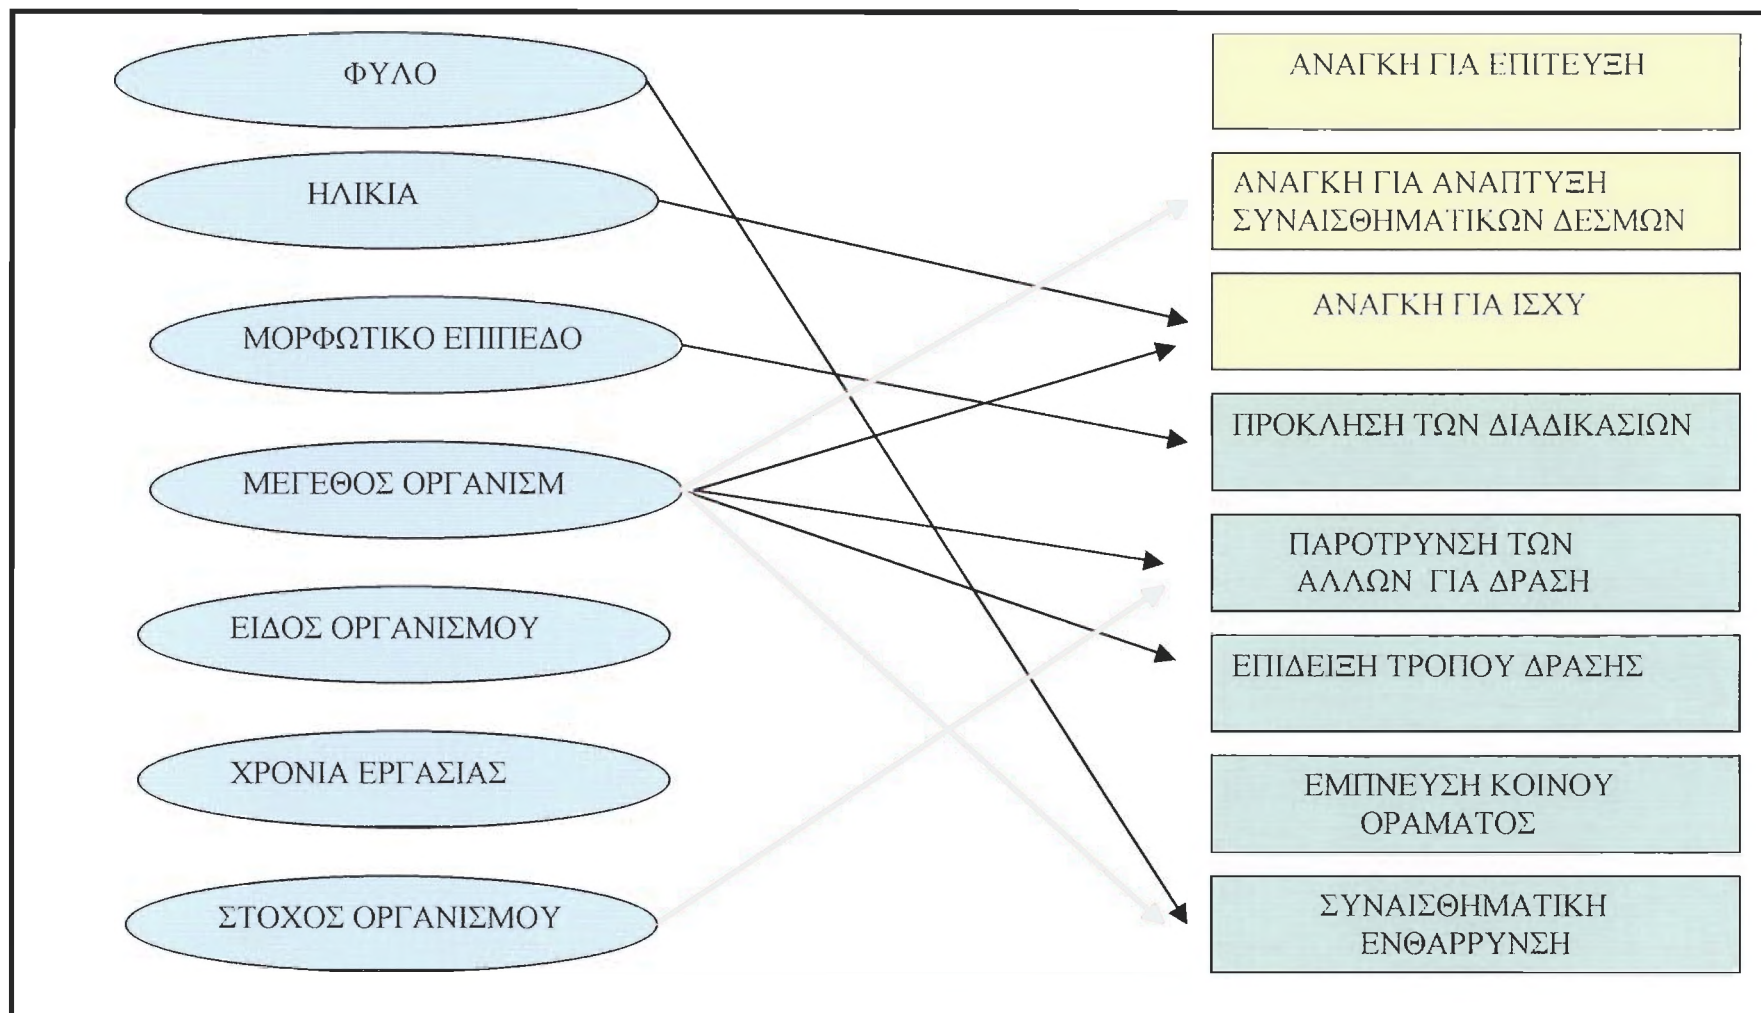 ΦΥΛΟ
ΗΛΙΚΙΑ
ΜΟΡΦΩΤΙΚΟ ΕΠΙΠΕΔΟ
ΜΕΓΕΘΟΣ ΟΡΓΑΝΙΣΜ
ΕΙΔΟΣ ΟΡΓΑΝΙΣΜΟΥ
ΧΡΟΝΙΑ ΕΡΓΑΣΙΑΣ
ΣΤΟΧΟΣ ΟΡΓΑΝΙΣΜΟΥ
ΑΝΑΓΚΗ ΓΙΑ ΕΠΙΤΕΥΞΗ
ΑΝΑΓΚΗ ΓΙΑ ΑΝΑΠΤΥΞΗ
ΣΥΝΑΙΣΘΗΜΑΤΙΚΩΝ ΔΕΣΜΩΝ
ΑΝΑΓΚΗ ΓΙΑ ΙΣΧΥ
ΠΡΟΚΛΗΣΗ ΤΩΝ ΔΙΑΔΙΚΑΣΙΩΝ
ΠΑΡΟΤΡΥΝΣΗ ΤΩΝ
ΑΛΛΩΝ ΓΙΑ ΔΡΑΣΗ
ΕΠΙΔΕΙΞΗ ΤΡΟΠΟΥ ΔΡΑΣΗΣ
ΕΜΠΝΕΥΣΗ ΚΟΙΝΟΥ
ΟΡΑΜΑΤΟΣ
ΣΥΝΑΙΣΘΗΜΑΤΙΚΗ
ΕΝΘΑΡΡΥΝΣΗ